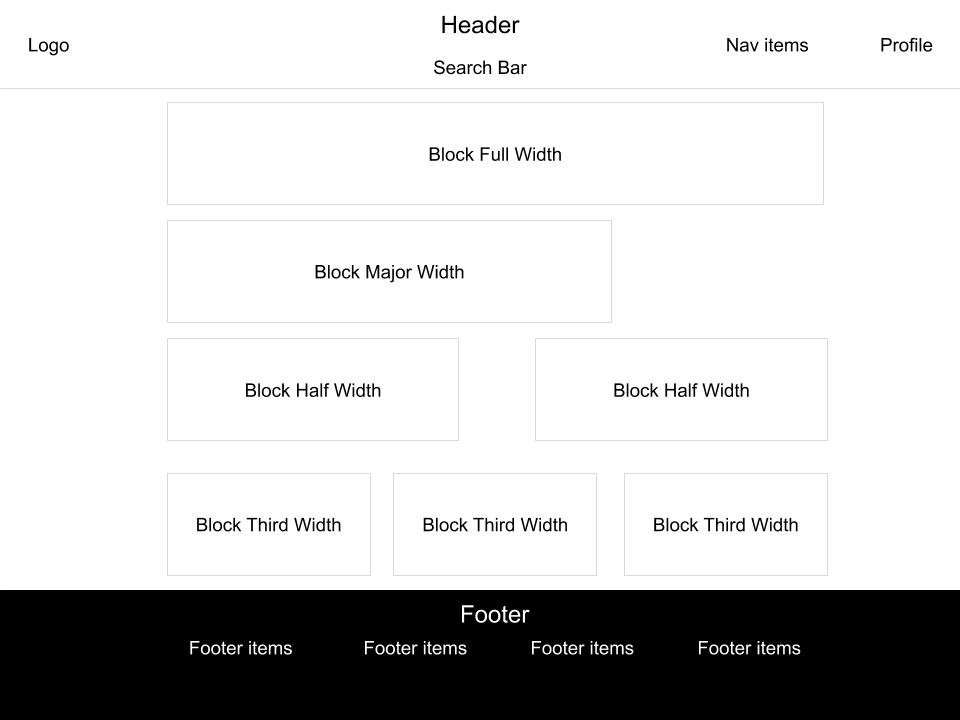 Header
Logo
Search Bar
Nav items
Profile
Block Full Width
Block Major Width
Block Half Width
Block Half Width
Block Third Width
Block Third Width
Block Third Width
Footer
Footer items
Footer items
Footer items
Footer items